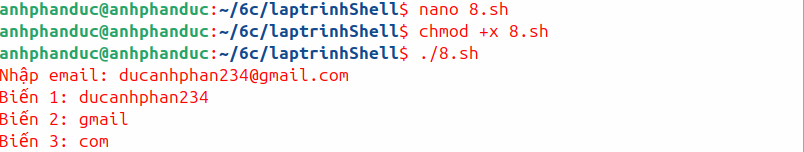 anhphanduc@anhphanduc:~/6c/laptrinhShell$ nano 8.sh
anhphanduc@anhphanduc:~/6c/laptrinhShell$ chmod +x 8.sh
anhphanduc@anhphanduc:~/6c/laptrinhShell$ ./8.sh
Nhập email: ducanhphan234@gmail.com
Biến 1: ducanhphan234
Biến 2: gmail
Biến 3: com